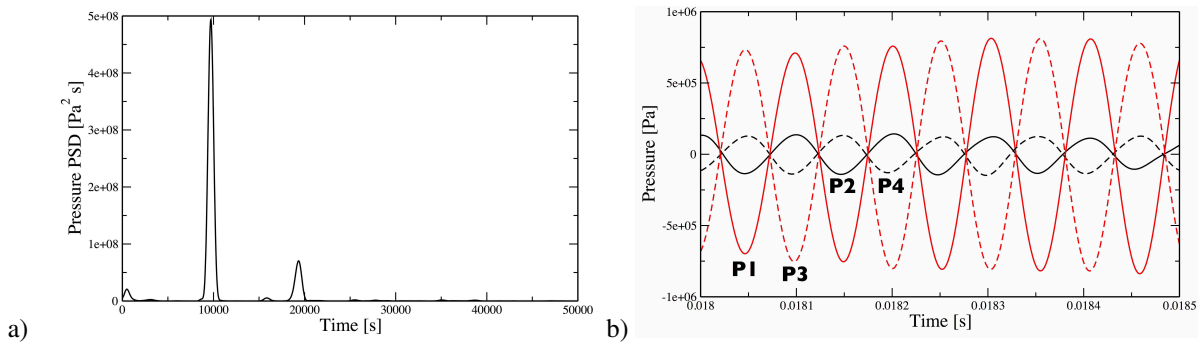 5e+08
4e+08
3e+08
2e+08
1e+08
0
Pressure PSD [Pa² s]
0 10000 20000 30000 40000 50000
Time [s]
a)
1e+06
5e+05
0
-5e+05
-1e+06
Pressure [Pa]
P2 P4
P1 P3
0.018 0.0181 0.0182 0.0183 0.0184 0.0185
Time [s]
b)